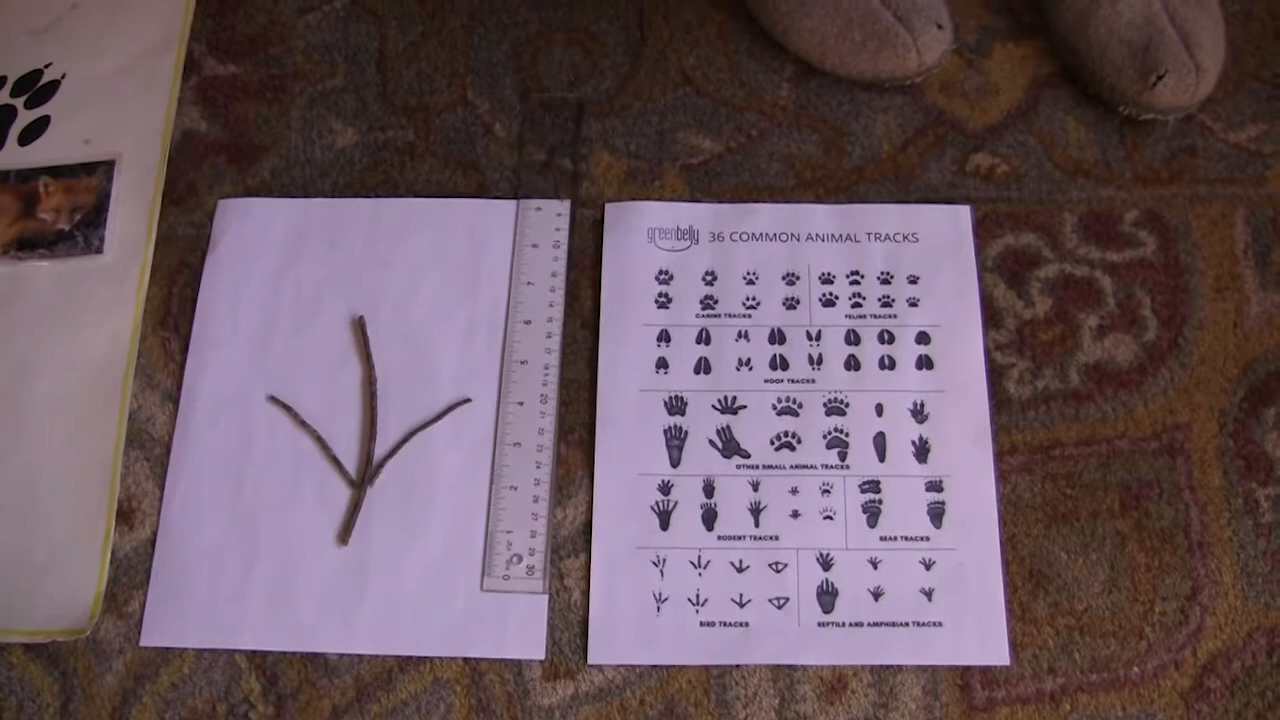 greenbelly 36 COMMON ANIMAL TRACKS
CANINE TRACKS
FELINE TRACKS
HOOF TRACKS
OTHER SMALL ANIMAL TRACKS
RODENT TRACKS
BEAR TRACKS
BIRD TRACKS
REPTILE AND AMPHIBIAN TRACKS